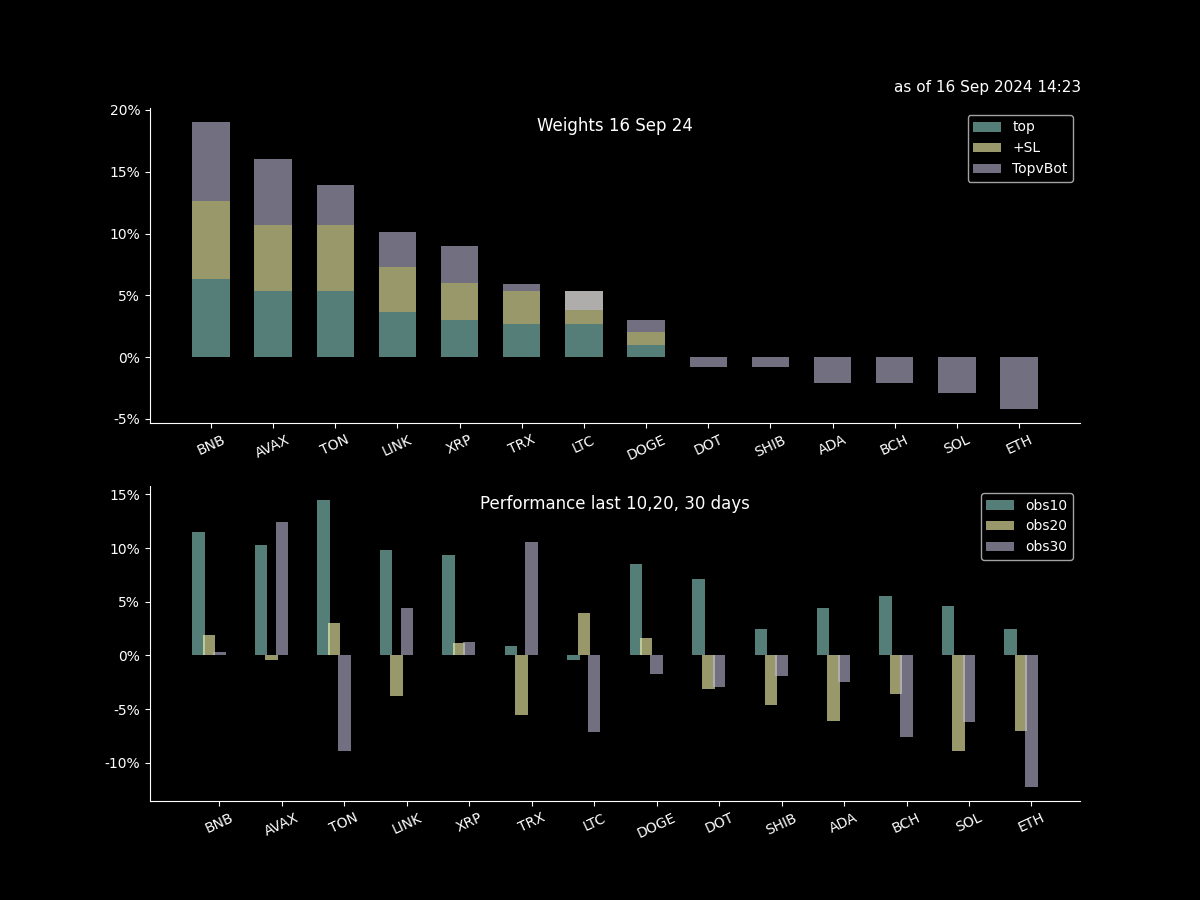 as of 16 Sep 2024 14:23
Weights 16 Sep 24
top
+SL
TopvBot
20%
15%
10%
5%
0%
-5%
BNB AVAX TON LINK XRP TRX LTC DOGE DOT SHIB ADA BCH SOL ETH
Performance last 10,20, 30 days
obs10
obs20
obs30
15%
10%
5%
0%
-5%
-10%
BNB AVAX TON LINK XRP TRX LTC DOGE DOT SHIB ADA BCH SOL ETH